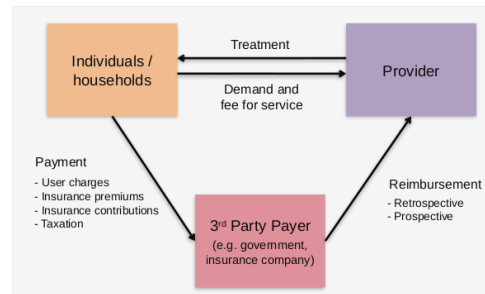 Individuals /
households
Treatment
Demand and
fee for service
Provider
Payment
- User charges
- Insurance premiums
- Insurance contributions
- Taxation
3rd Party Payer
(e.g. government,
insurance company)
Reimbursement
- Retrospective
- Prospective